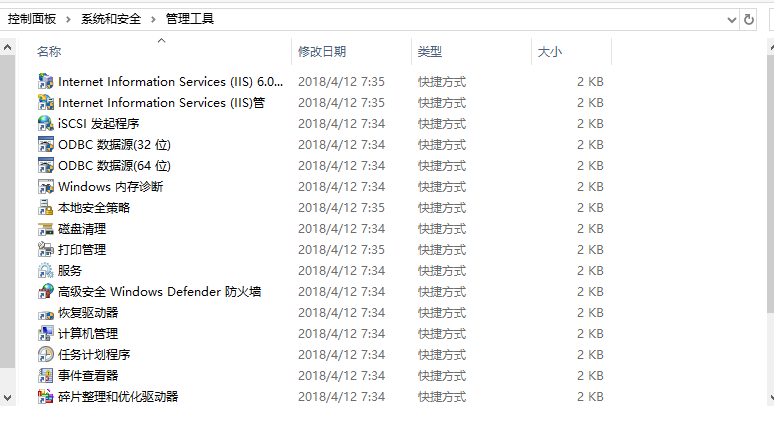 控制面板 › 系统和安全 › 管理工具
名称 修改日期 类型 大小
Internet Information Services (IIS) 6.0... 2018/4/12 7:35 快捷方式 2 KB
Internet Information Services (IIS)管 2018/4/12 7:35 快捷方式 2 KB
iSCSI 发起程序 2018/4/12 7:34 快捷方式 2 KB
ODBC 数据源(32 位) 2018/4/12 7:34 快捷方式 2 KB
ODBC 数据源(64 位) 2018/4/12 7:34 快捷方式 2 KB
Windows 内存诊断 2018/4/12 7:34 快捷方式 2 KB
本地安全策略 2018/4/12 7:35 快捷方式 2 KB
磁盘清理 2018/4/12 7:34 快捷方式 2 KB
打印管理 2018/4/12 7:35 快捷方式 2 KB
服务 2018/4/12 7:34 快捷方式 2 KB
高级安全 Windows Defender 防火墙 2018/4/12 7:34 快捷方式 2 KB
恢复驱动器 2018/4/12 7:34 快捷方式 2 KB
计算机管理 2018/4/12 7:34 快捷方式 2 KB
任务计划程序 2018/4/12 7:34 快捷方式 2 KB
事件查看器 2018/4/12 7:34 快捷方式 2 KB
碎片整理和优化驱动器 2018/4/12 7:34 快捷方式 2 KB